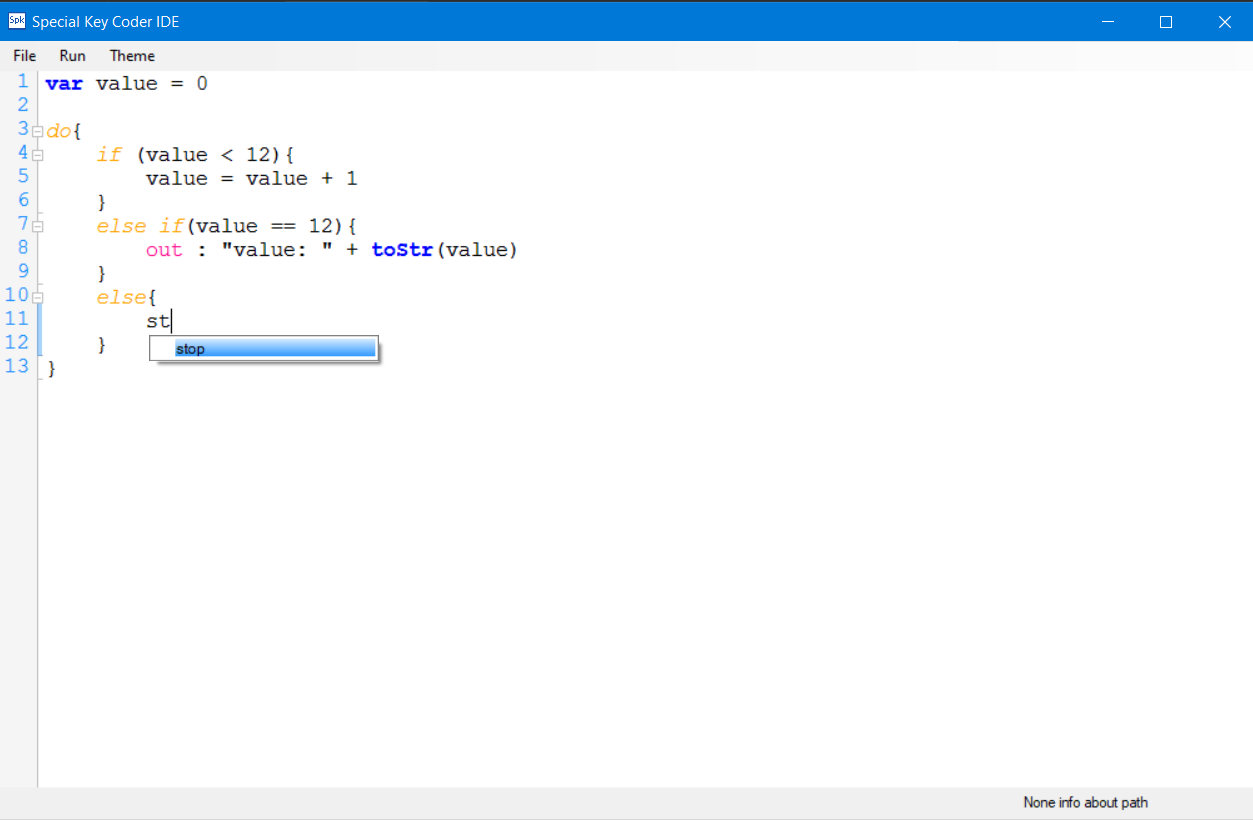 Spk Special Key Coder IDE
File Run Theme
1 var value = 0
2
3 do{
4 if (value < 12){
5 value = value + 1
6 }
7 else if(value == 12){
8 out : "value: " + toStr(value)
9 }
10 else{
11 st
stop
12 }
13 }
None info about path